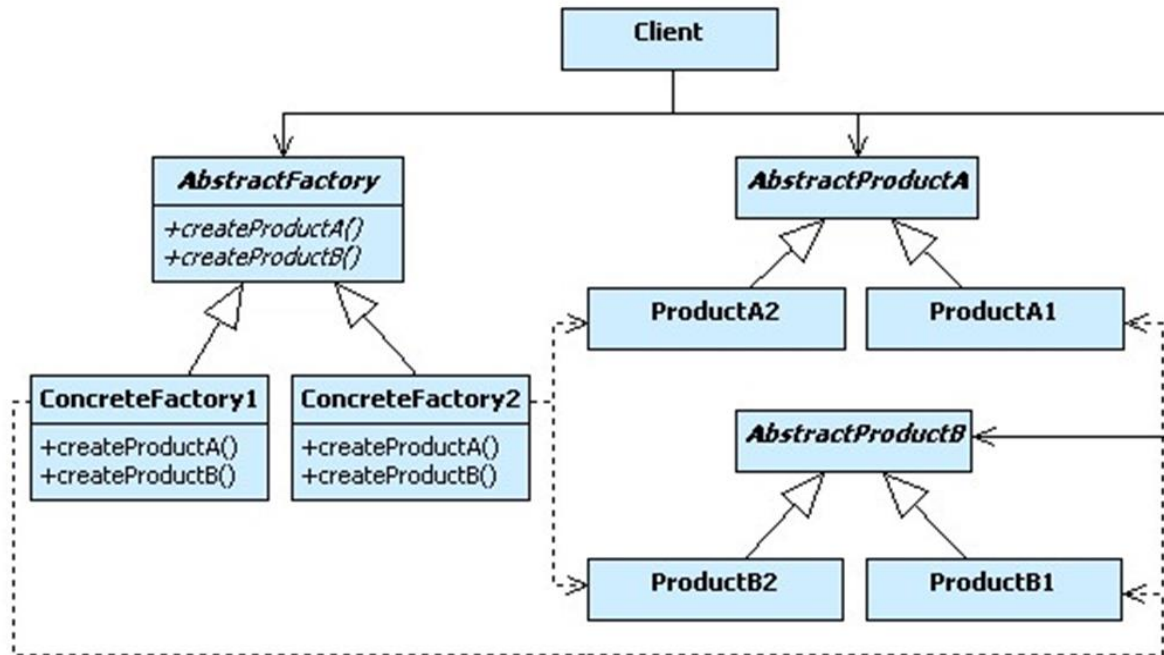 Client
AbstractFactory
+createProductA()
+createProductB()
AbstractProductA
ProductA2
ProductA1
ConcreteFactory1
+createProductA()
+createProductB()
ConcreteFactory2
+createProductA()
+createProductB()
AbstractProductB
ProductB2
ProductB1